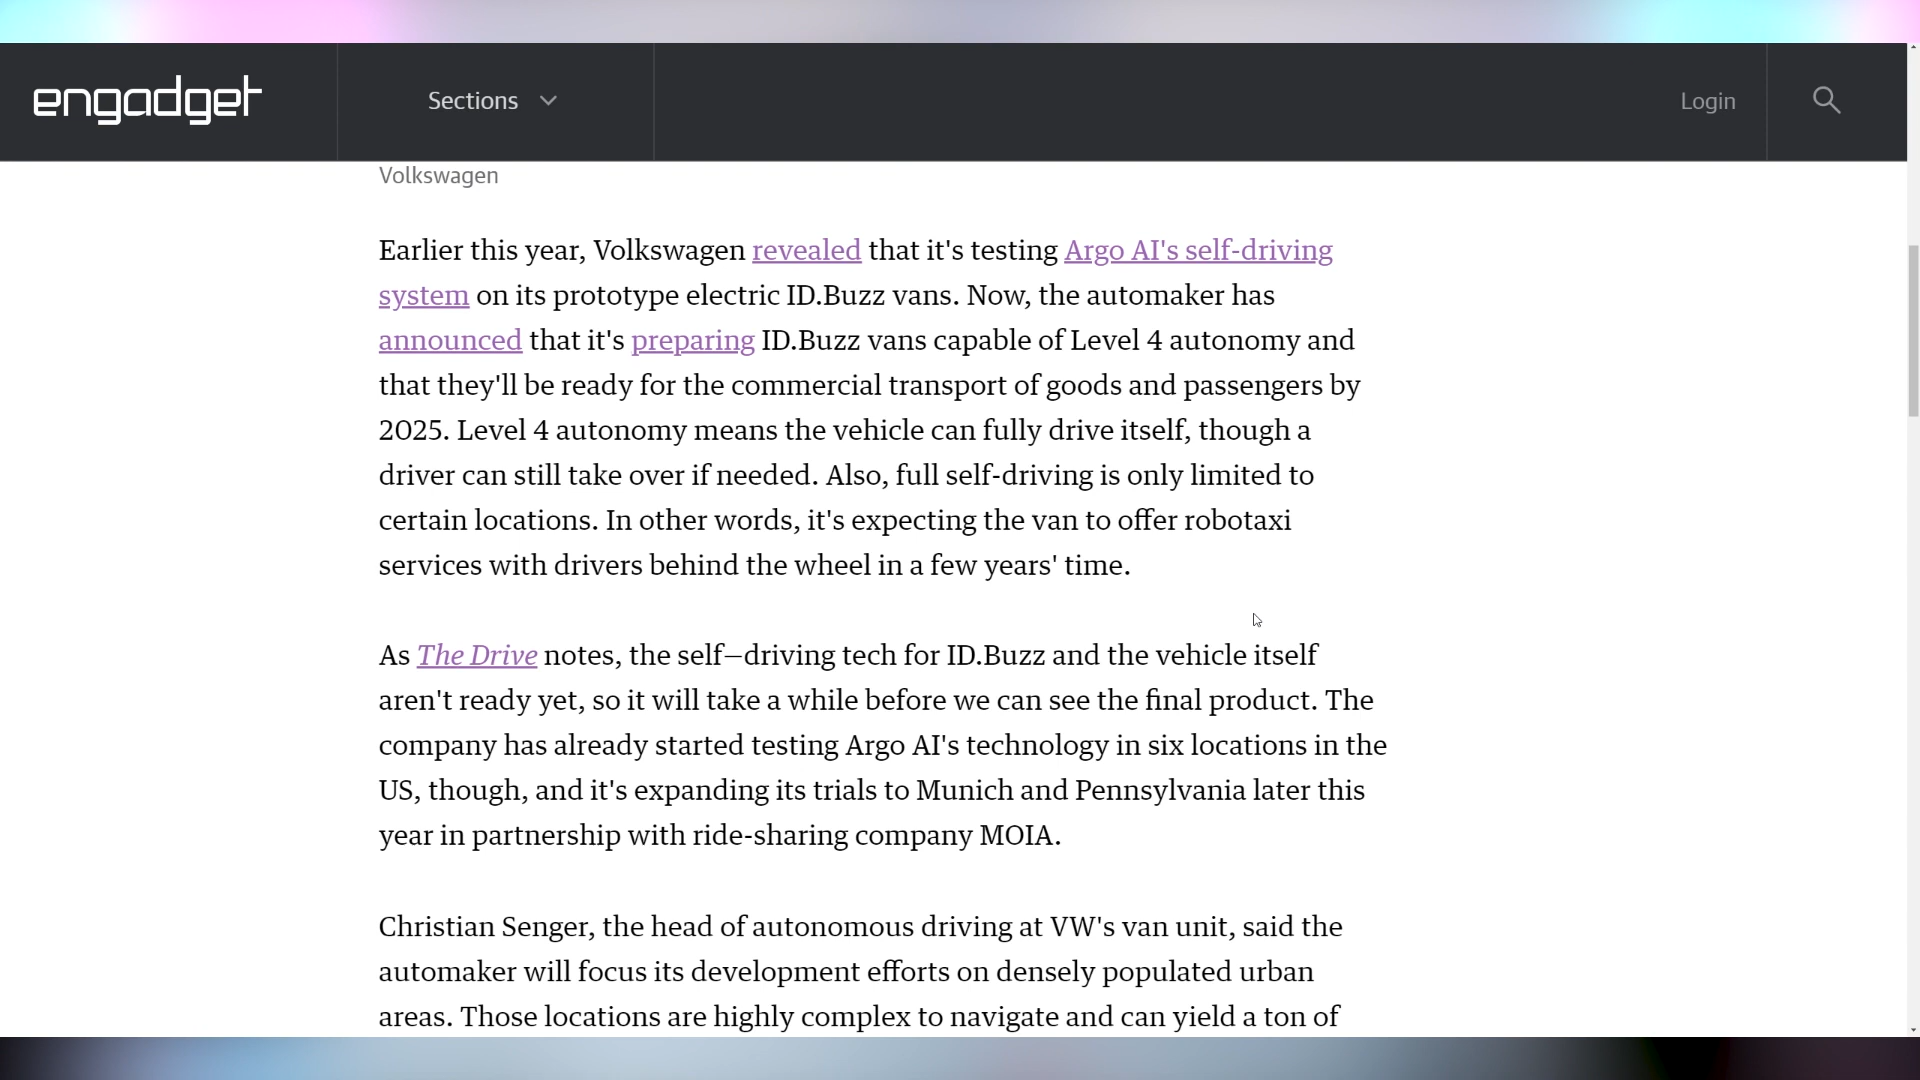 engadget
Sections
Login
Volkswagen
Earlier this year, Volkswagen revealed that it's testing Argo AI's self-driving
system on its prototype electric ID.Buzz vans. Now, the automaker has
announced that it's preparing ID.Buzz vans capable of Level 4 autonomy and
that they'll be ready for the commercial transport of goods and passengers by
2025. Level 4 autonomy means the vehicle can fully drive itself, though a
driver can still take over if needed. Also, full self-driving is only limited to
certain locations. In other words, it's expecting the van to offer robotaxi
services with drivers behind the wheel in a few years' time.
As The Drive notes, the self—driving tech for ID.Buzz and the vehicle itself
aren't ready yet, so it will take a while before we can see the final product. The
company has already started testing Argo AI's technology in six locations in the
US, though, and it's expanding its trials to Munich and Pennsylvania later this
year in partnership with ride-sharing company MOIA.
Christian Senger, the head of autonomous driving at VW's van unit, said the
automaker will focus its development efforts on densely populated urban
areas. Those locations are highly complex to navigate and can yield a ton of